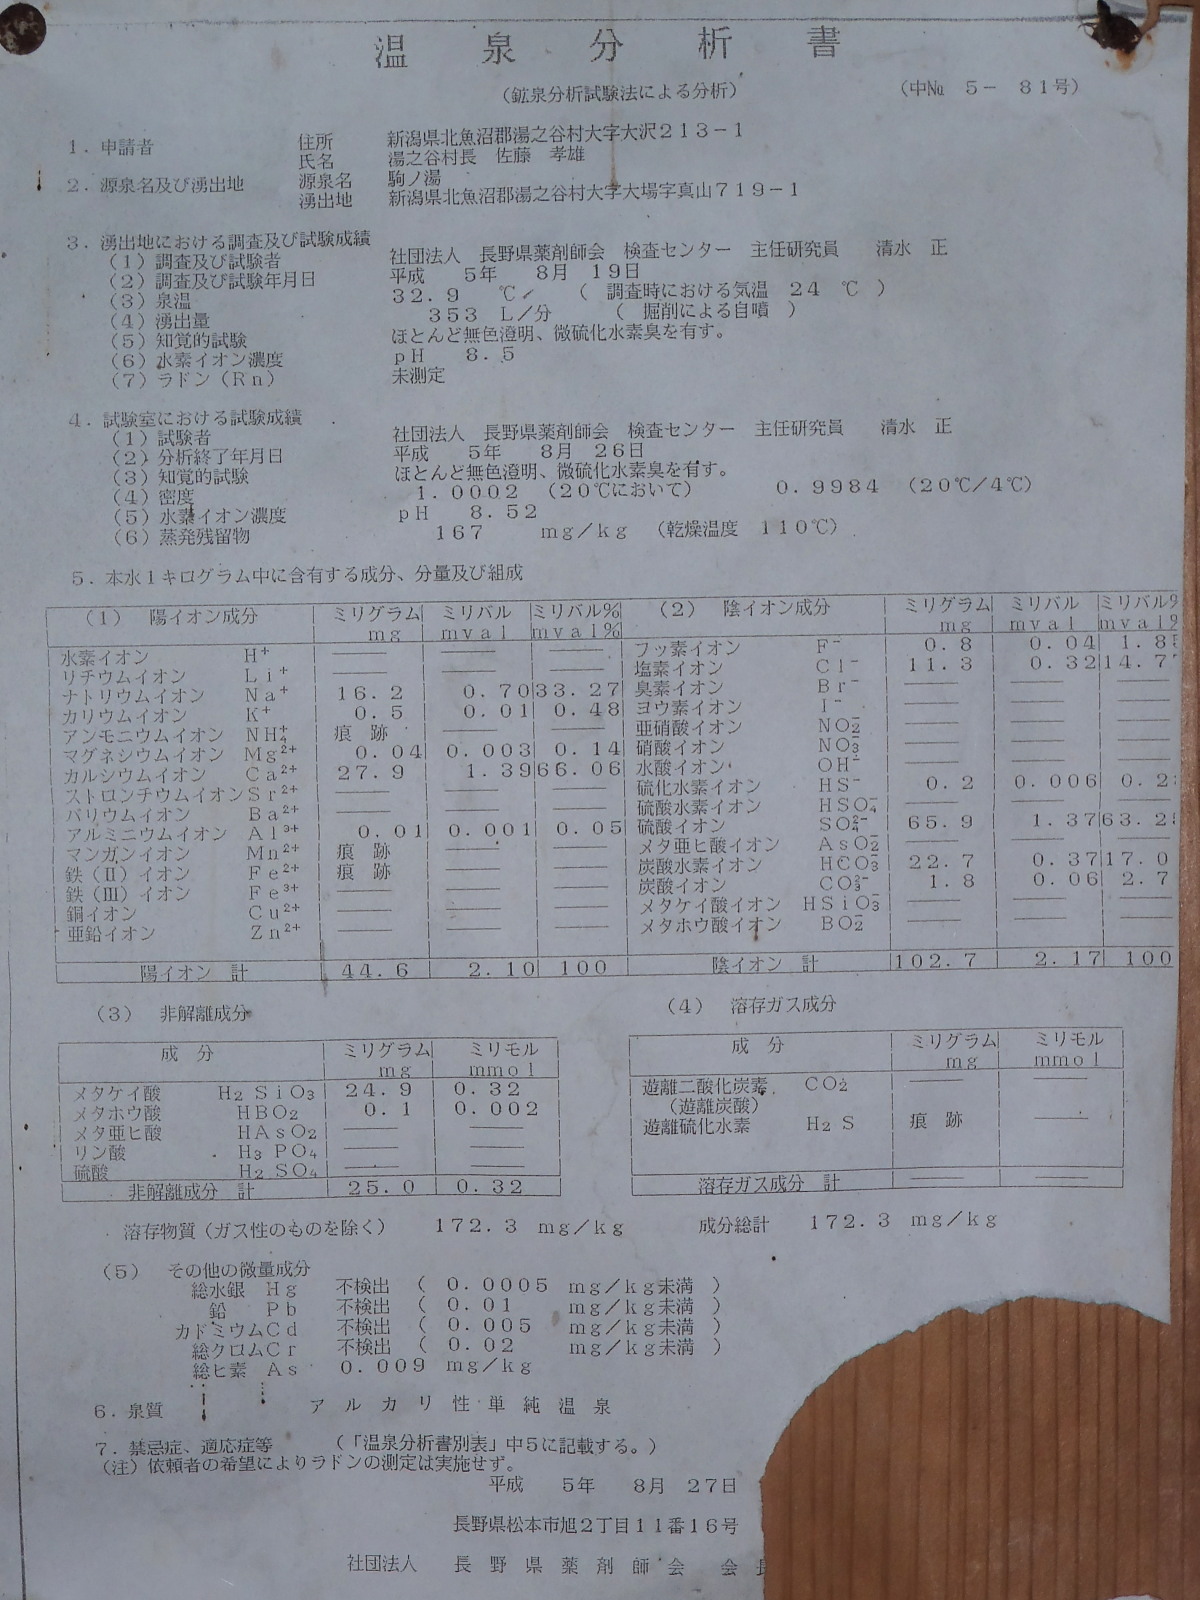 温泉分析書
（鉱泉分析試験法による分析）
（中№ ５－ ８１号）
１．申請者 住所 新潟県北魚沼郡湯之谷村大字大沢２１３－１
氏名 湯之谷村長 佐藤 孝雄
２．源泉名及び湧出地 源泉名 駒ノ湯
湧出地 新潟県北魚沼郡湯之谷村大字大場字真山７１９－１
３．湧出地における調査及び試験成績
（１）調査及び試験者 社団法人 長野県薬剤師会 検査センター 主任研究員 清水 正
（２）調査及び試験年月日 平成 ５年 ８月 １９日
（３）泉温 ３２．９ ℃ （ 調査時における気温 ２４ ℃ ）
（４）湧出量 ３５３ Ｌ／分 （ 掘削による自噴 ）
（５）知覚的試験 ほとんど無色澄明、微硫化水素臭を有す。
（６）水素イオン濃度 ｐＨ ８．５
（７）ラドン（Ｒｎ） 未測定
４．試験室における試験成績
（１）試験者 社団法人 長野県薬剤師会 検査センター 主任研究員 清水 正
（２）分析終了年月日 平成 ５年 ８月 ２６日
（３）知覚的試験 ほとんど無色澄明、微硫化水素臭を有す。
（４）密度 １．０００２ （２０℃において） ０．９９８４ （２０℃／４℃）
（５）水素イオン濃度 ｐＨ ８．５２
（６）蒸発残留物 １６７ ｍｇ／ｋｇ （乾燥温度 １１０℃）
５．本水１キログラム中に含有する成分、分量及び組成
（１） 陽イオン成分 ミリグラム ミリバル ミリバル％ （２） 陰イオン成分 ミリグラム ミリバル ミリバル％
ｍｇ ｍｖａｌ ｍｖａｌ％ ｍｇ ｍｖａｌ ｍｖａｌ％
水素イオン Ｈ⁺ —— —— —— フッ素イオン Ｆ⁻ ０．８ ０．０４ １．８
リチウムイオン Ｌｉ⁺ —— —— —— 塩素イオン Ｃｌ⁻ １１．３ ０．３２ １４．７
ナトリウムイオン Ｎａ⁺ １６．２ ０．７０ ３３．２７ 臭素イオン Ｂｒ⁻ —— —— ——
カリウムイオン Ｋ⁺ ０．５ ０．０１ ０．４８ ヨウ素イオン Ｉ⁻ —— —— ——
アンモニウムイオン ＮＨ₄⁺ 痕跡 —— —— 亜硝酸イオン ＮＯ₂⁻ —— —— ——
マグネシウムイオン Ｍｇ²⁺ ０．０４ ０．００３ ０．１４ 硝酸イオン ＮＯ₃⁻ —— —— ——
カルシウムイオン Ｃａ²⁺ ２７．９ １．３９ ６６．０６ 水酸イオン ＯＨ⁻ —— —— ——
ストロンチウムイオン Ｓｒ²⁺ —— —— —— 硫化水素イオン ＨＳ⁻ ０．２ ０．００６ ０．２
バリウムイオン Ｂａ²⁺ —— —— —— 硫酸水素イオン ＨＳＯ₄⁻ —— —— ——
アルミニウムイオン Ａｌ³⁺ ０．０１ ０．００１ ０．０５ 硫酸イオン ＳＯ₄²⁻ ６５．９ １．３７ ６３．２
マンガンイオン Ｍｎ²⁺ 痕跡 —— —— メタ亜ヒ酸イオン ＡｓＯ₂⁻ —— —— ——
鉄（Ⅱ）イオン Ｆｅ²⁺ 痕跡 —— —— 炭酸水素イオン ＨＣＯ₃⁻ ２２．７ ０．３７ １７．０
鉄（Ⅲ）イオン Ｆｅ³⁺ —— —— —— 炭酸イオン ＣＯ₃²⁻ １．８ ０．０６ ２．７
銅イオン Ｃｕ²⁺ —— —— —— メタケイ酸イオン ＨＳｉＯ₃⁻ —— —— ——
亜鉛イオン Ｚｎ²⁺ —— —— —— メタホウ酸イオン ＢＯ₂⁻ —— —— ——
陽イオン 計 ４４．６ ２．１０ １００ 陰イオン 計 １０２．７ ２．１７ １００
（３） 非解離成分 （４） 溶存ガス成分
成分 ミリグラム ミリモル 成分 ミリグラム ミリモル
ｍｇ ｍｍｏｌ ｍｇ ｍｍｏｌ
メタケイ酸 Ｈ₂ＳｉＯ₃ ２４．９ ０．３２ 遊離二酸化炭素 ＣＯ₂ —— ——
メタホウ酸 ＨＢＯ₂ ０．１ ０．００２ （遊離炭酸）
メタ亜ヒ酸 ＨＡｓＯ₂ —— —— 遊離硫化水素 Ｈ₂Ｓ 痕跡 ——
リン酸 Ｈ₃ＰＯ₄ —— ——
硫酸 Ｈ₂ＳＯ₄ —— ——
非解離成分 計 ２５．０ ０．３２ 溶存ガス成分 計 —— ——
溶存物質（ガス性のものを除く） １７２．３ ｍｇ／ｋｇ 成分総計 １７２．３ ｍｇ／ｋｇ
（５） その他の微量成分
総水銀 Ｈｇ 不検出 （ ０．０００５ ｍｇ／ｋｇ未満 ）
鉛 Ｐｂ 不検出 （ ０．０１ ｍｇ／ｋｇ未満 ）
カドミウムＣｄ 不検出 （ ０．００５ ｍｇ／ｋｇ未満 ）
総クロムＣｒ 不検出 （ ０．０２ ｍｇ／ｋｇ未満 ）
総ヒ素 Ａｓ ０．００９ ｍｇ／ｋｇ
６．泉質 アルカリ性単純温泉
７．禁忌症、適応症等 （「温泉分析書別表」中５に記載する。）
（注）依頼者の希望によりラドンの測定は実施せず。
平成 ５年 ８月 ２７日
長野県松本市旭２丁目１１番１６号
社団法人 長野県薬剤師会 会